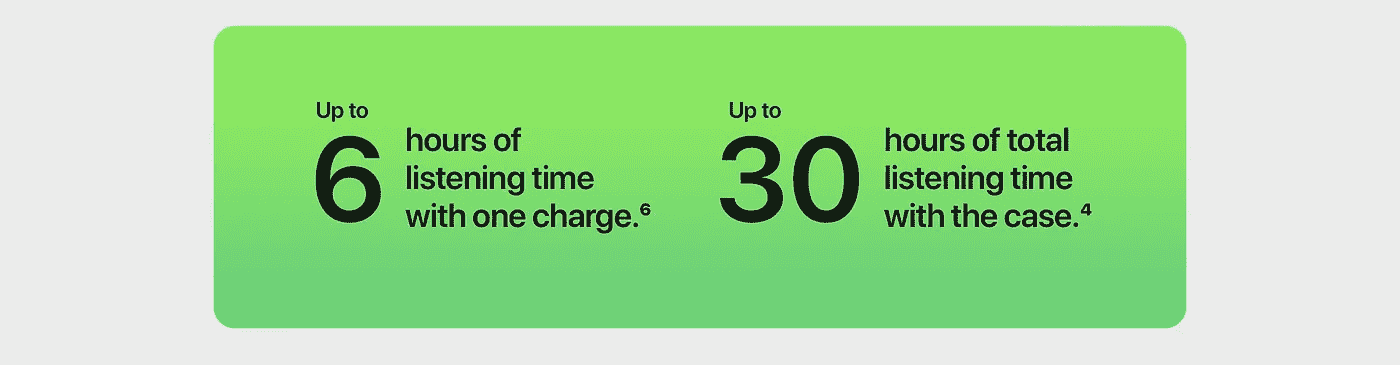 Up to
6
hours of
listening time
with one charge.⁶
Up to
30
hours of total
listening time
with the case.⁴